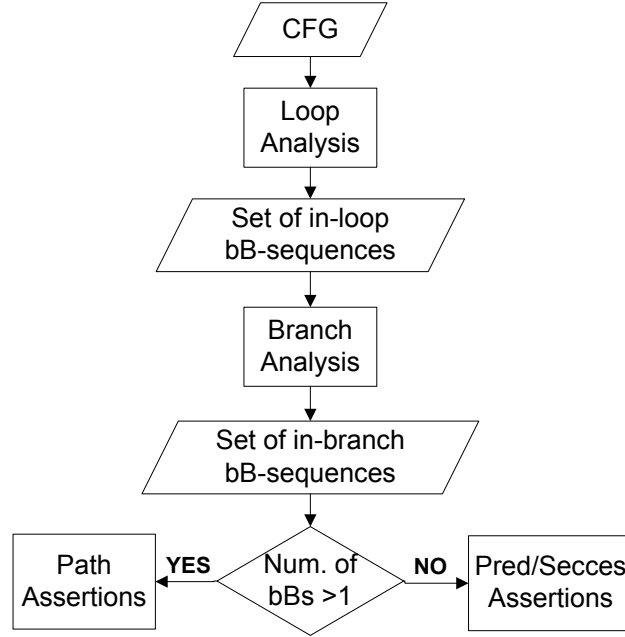 CFG
Loop
Analysis
Set of in-loop
bB-sequences
Branch
Analysis
Set of in-branch
bB-sequences
Path
Assertions
YES
Num. of
bBs >1
NO
Pred/Secces
Assertions